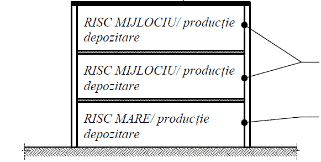 RISC MIJLOCIU/ producție
depozitare
RISC MIJLOCIU/ producție
depozitare
RISC MARE/ producție
depozitare